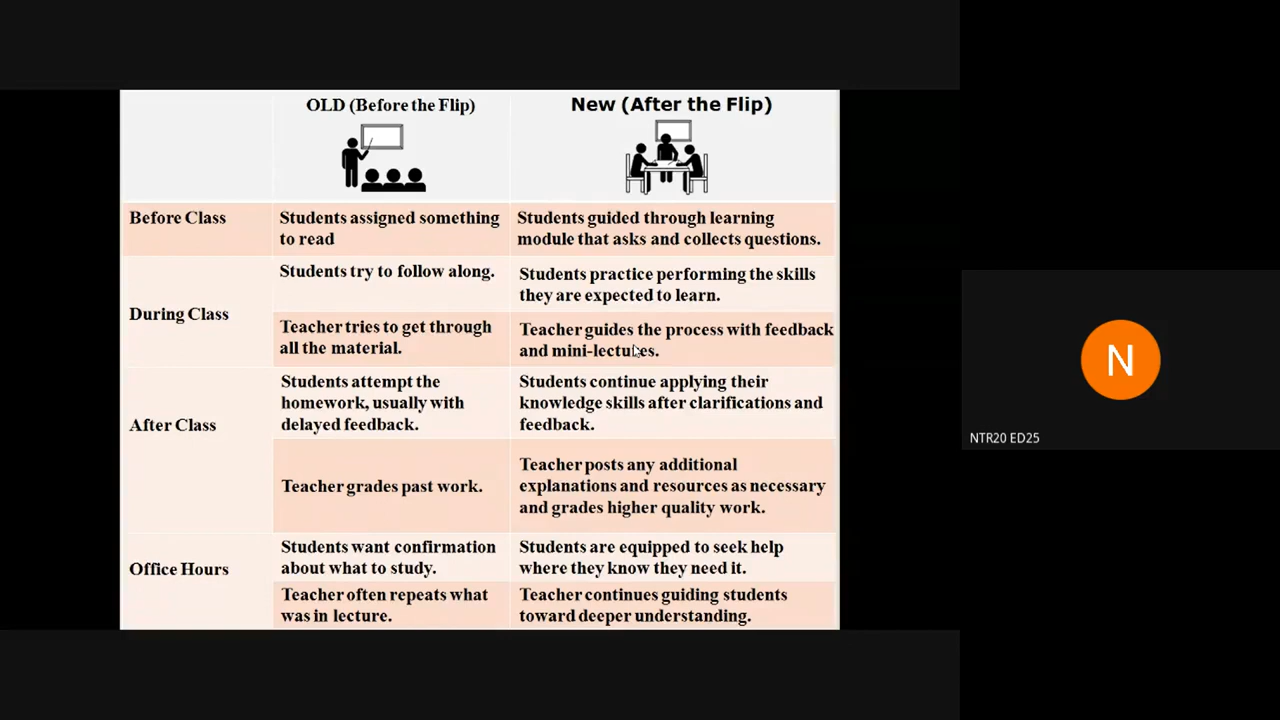 OLD (Before the Flip)
New (After the Flip)
Before Class
Students assigned something
to read
Students guided through learning
module that asks and collects questions.
During Class
Students try to follow along.
Students practice performing the skills
they are expected to learn.
Teacher tries to get through
all the material.
Teacher guides the process with feedback
and mini-lectures.
After Class
Students attempt the
homework, usually with
delayed feedback.
Students continue applying their
knowledge skills after clarifications and
feedback.
Teacher grades past work.
Teacher posts any additional
explanations and resources as necessary
and grades higher quality work.
Office Hours
Students want confirmation
about what to study.
Students are equipped to seek help
where they know they need it.
Teacher often repeats what
was in lecture.
Teacher continues guiding students
toward deeper understanding.
N
NTR20 ED25